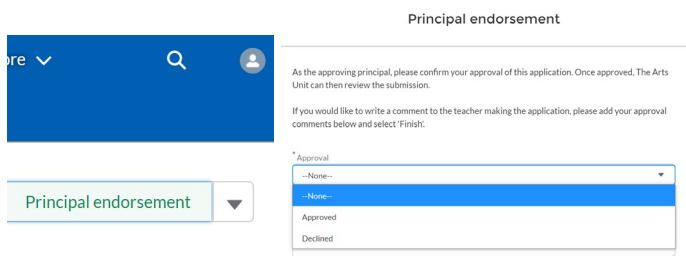 ore
Principal endorsement
Principal endorsement
As the approving principal, please confirm your approval of this application. Once approved, The Arts
Unit can then review the submission.
If you would like to write a comment to the teacher making the application, please add your approval
comments below and select 'Finish'.
* Approval
--None--
--None--
Approved
Declined